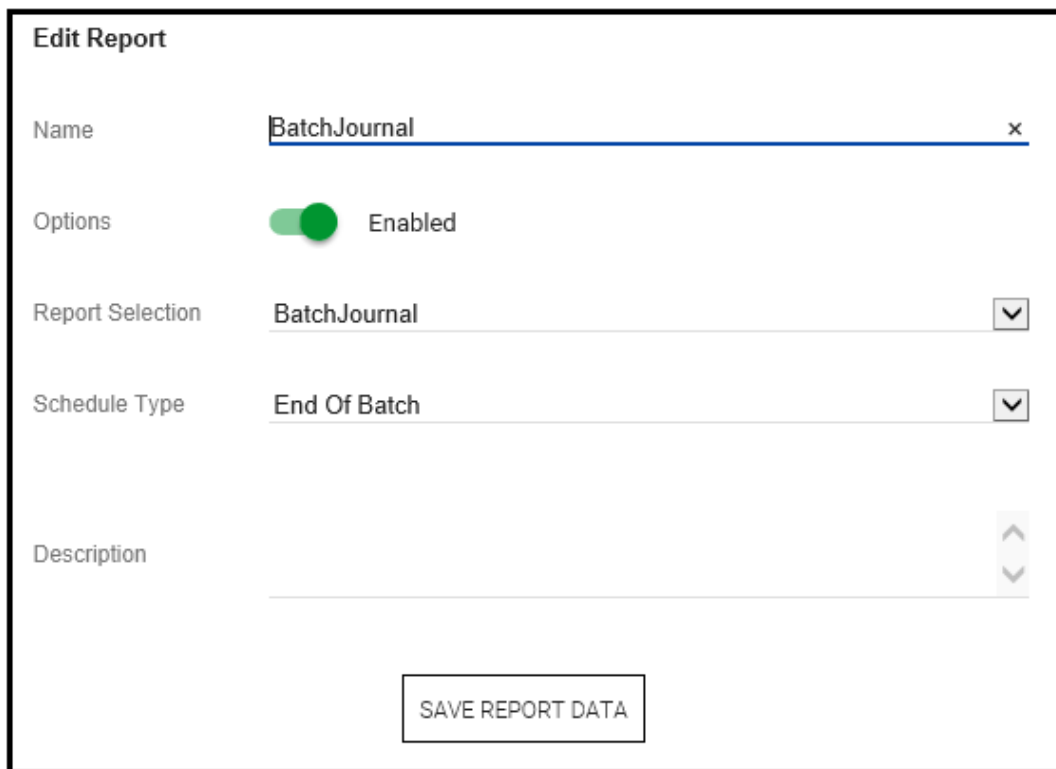 Edit Report
Name BatchJournal ×
Options Enabled
Report Selection BatchJournal
Schedule Type End Of Batch
Description
SAVE REPORT DATA